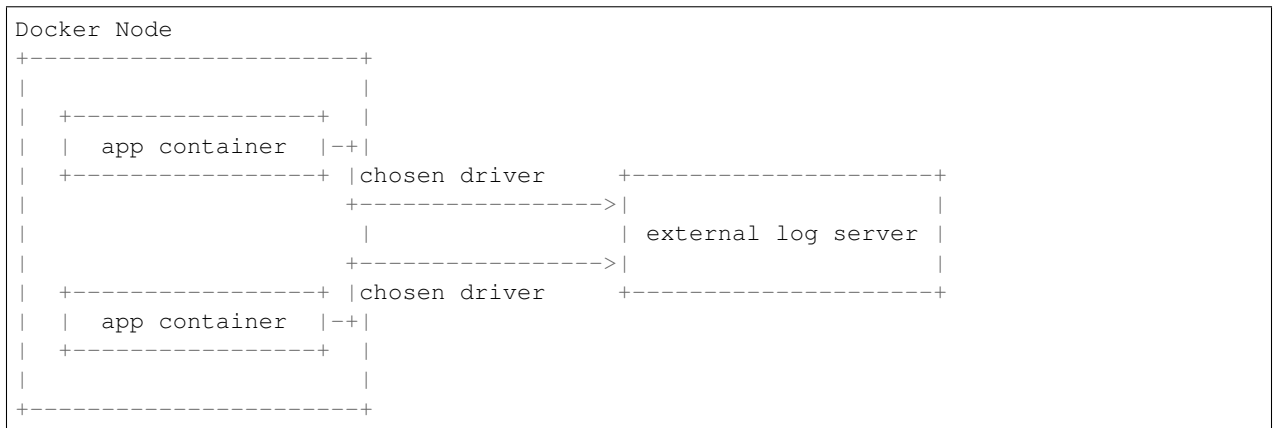 Docker Node
app container
chosen driver
external log server
chosen driver
app container